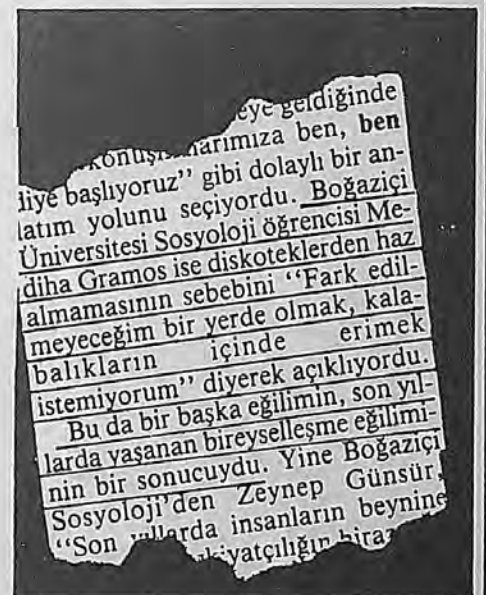 eye geldiğinde
konuşmalarımıza ben, ben
diye başlıyoruz" gibi dolaylı bir an-
latım yolunu seçiyordu. Boğaziçi
Üniversitesi Sosyoloji öğrencisi Me-
diha Gramos ise diskoteklerden haz
almamasının sebebini "Fark edil-
meyeceğim bir yerde olmak, kala-
balıkların içinde erimek
istemiyorum" diyerek açıklıyordu.
Bu da bir başka eğilimin, son yıl-
larda yaşanan bireyselleşme eğilimi-
nin bir sonucuydu. Yine Boğaziçi
Sosyoloji'den Zeynep Günsür,
"Son yıllarda insanların beynine
kiyatçılığın biraz